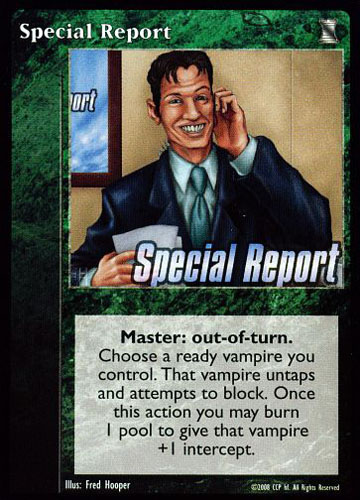 Special Report
ort
Special Report
Master: out-of-turn.
Choose a ready vampire you
control. That vampire untaps
and attempts to block. Once
this action you may burn
1 pool to give that vampire
+1 intercept.
Illus: Fred Hooper
©2008 CCP hf. All Rights Reserved